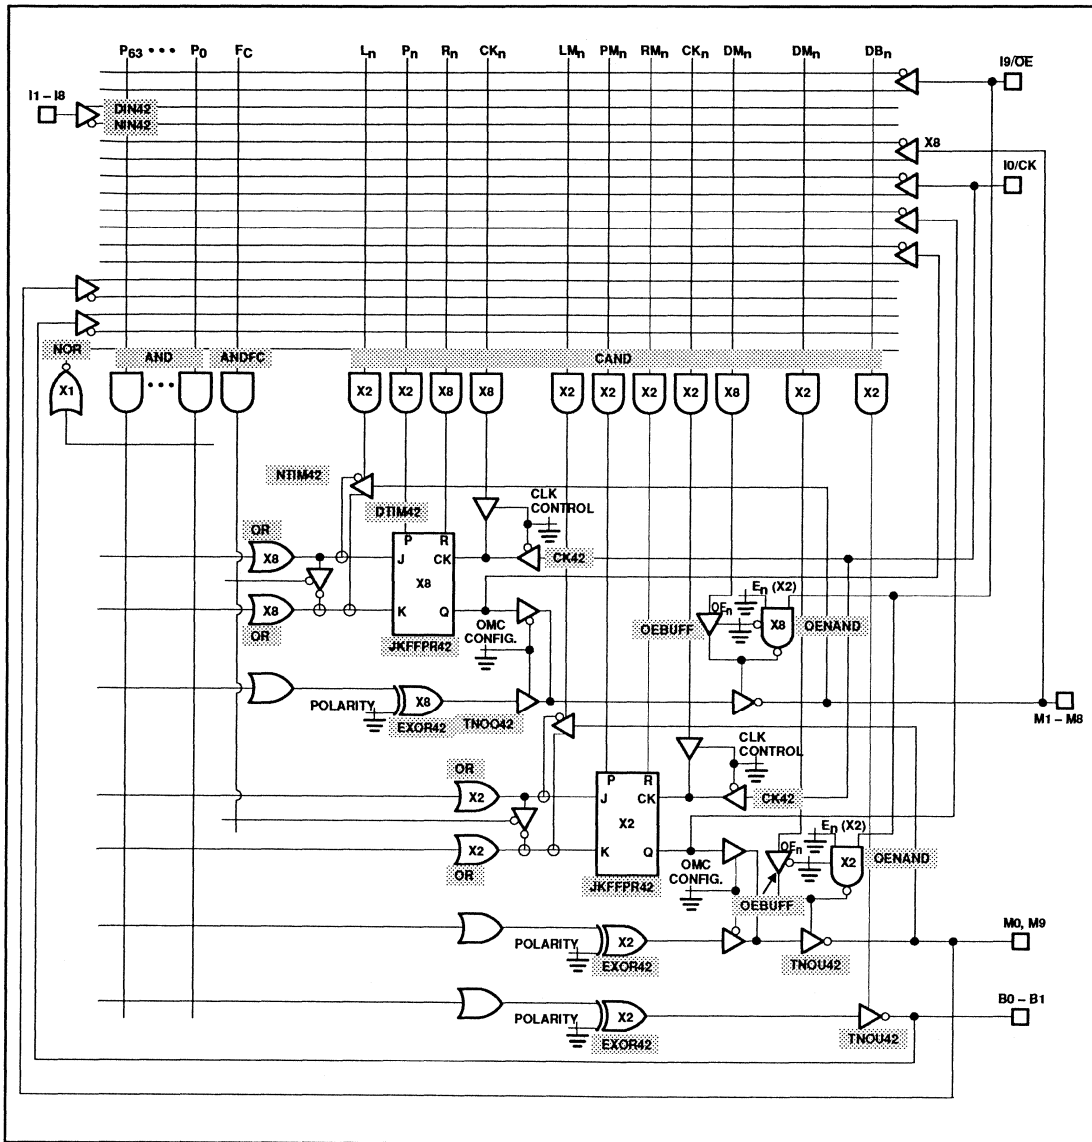 P63 ••• P0 FC Ln Pn Rn CKn LMn PMn RMn CKn DMn DMn DBn
I9/OE
I1 – I8
DIN42
NIN42
X8
I0/CK
NOR AND ANDFC CAND
X1 ••• X2 X2 X8 X8 X2 X2 X2 X2 X8 X2 X2
NTIM42
CLK
CONTROL
DTIM42
OR
P R
X8 J CK CK42
X8
En (X2)
OEn
X8 K Q OMC
CONFIG.
OEBUFF X8 OENAND
OR
JKFFPR42
POLARITY X8
EXOR42 TNOO42
M1 – M8
CLK
CONTROL
OR
P R
X2 J CK CK42
X2
En (X2)
OEn
X2 K Q OMC
CONFIG.
X2 OENAND
OR
JKFFPR42
OEBUFF
POLARITY X2 M0, M9
EXOR42 TNOU42
POLARITY X2 B0 – B1
EXOR42 TNOU42